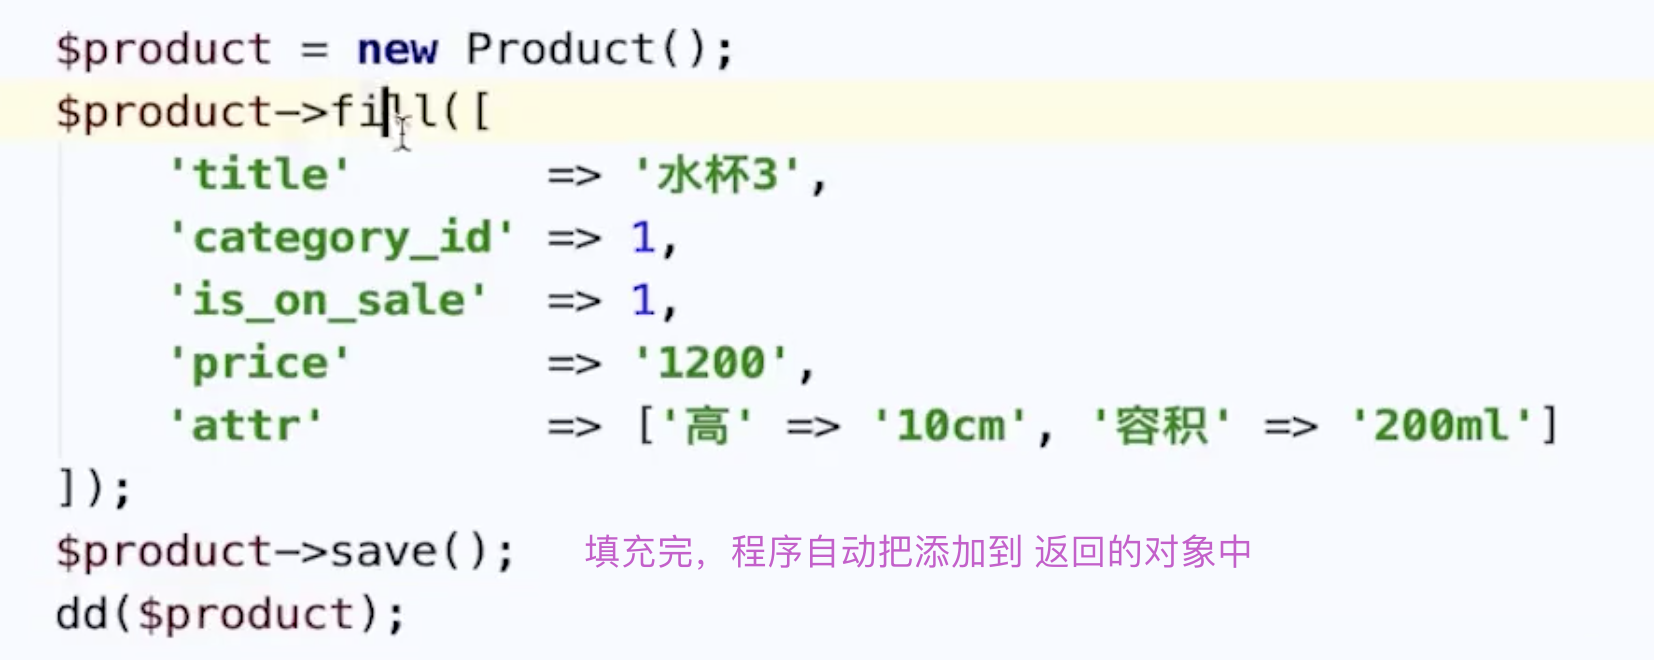 $product = new Product();
$product->fill([
'title' => '水杯3',
'category_id' => 1,
'is_on_sale' => 1,
'price' => '1200',
'attr' => ['高' => '10cm', '容积' => '200ml']
]);
$product->save(); 填充完，程序自动把添加到 返回的对象中
dd($product);